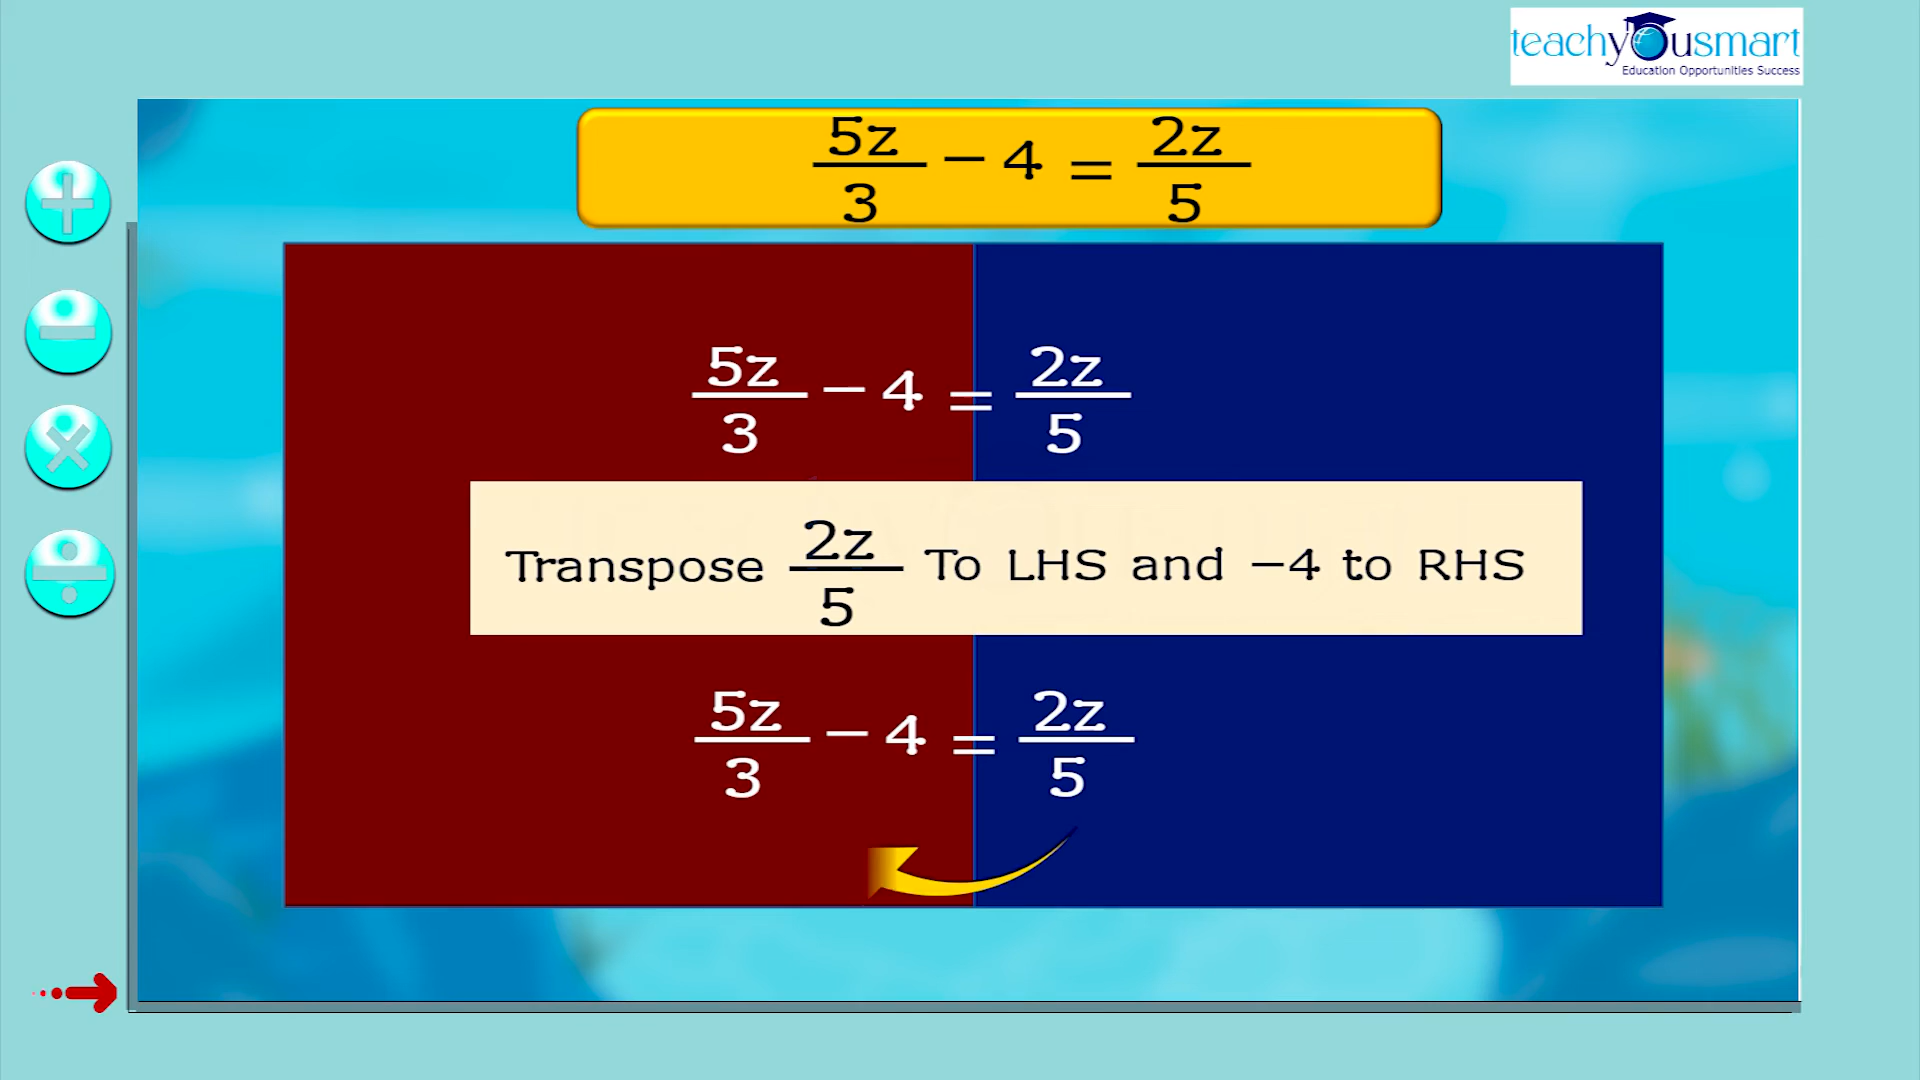 teachyousmart
Education Opportunities Success
5z/3 − 4 = 2z/5
5z/3 − 4 = 2z/5
Transpose 2z/5 To LHS and −4 to RHS
5z/3 − 4 = 2z/5